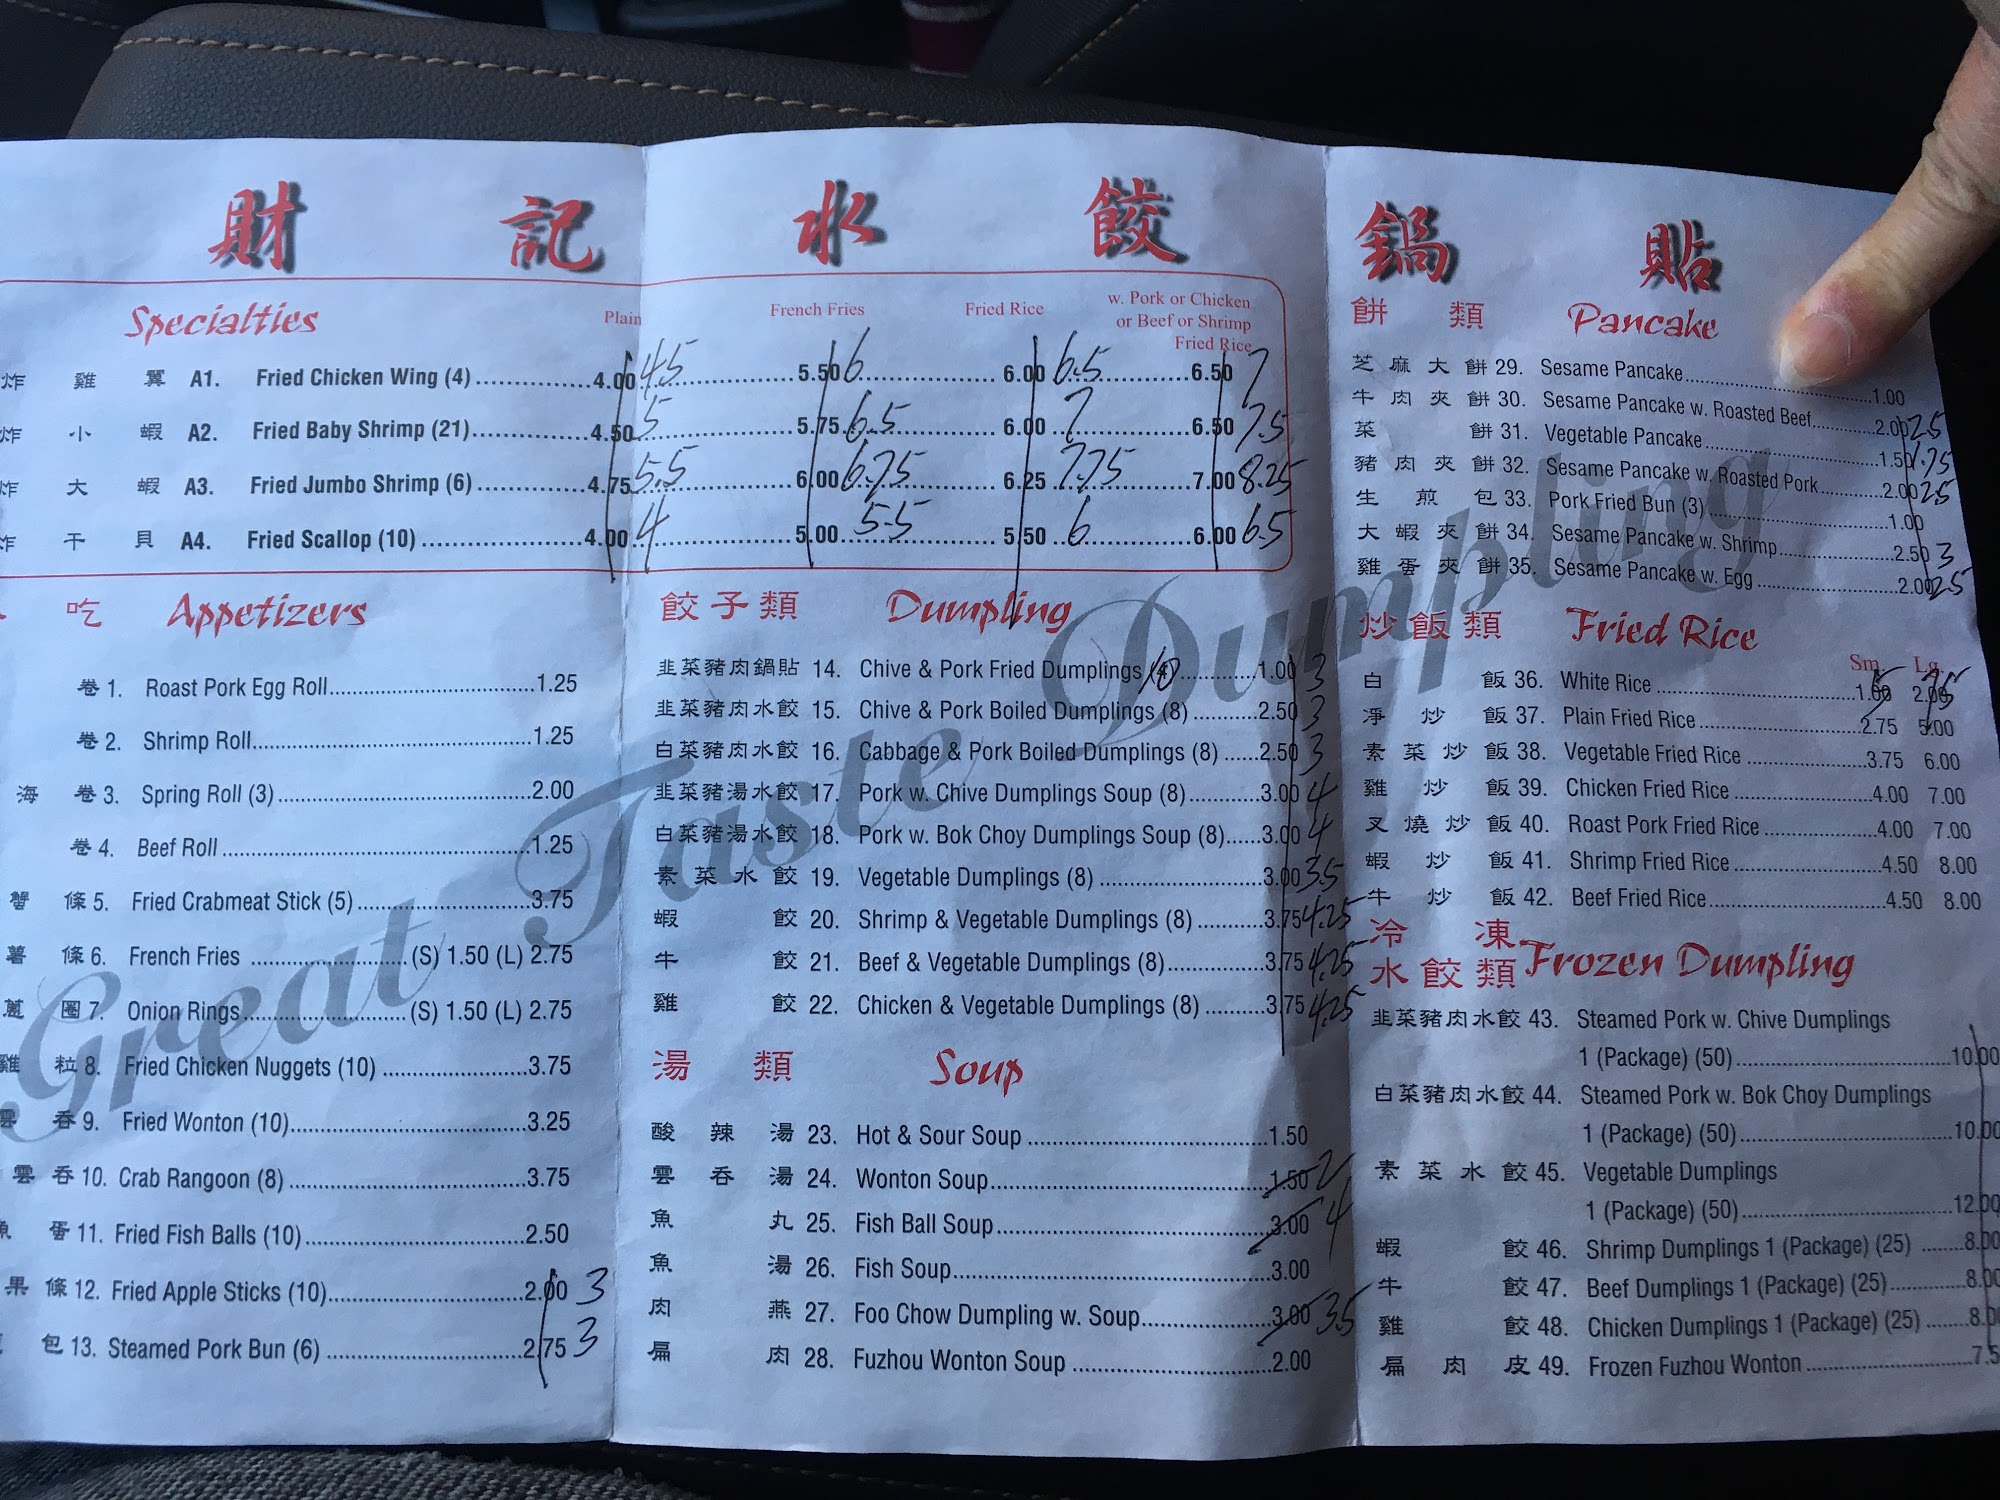 財記水餃鍋貼
Great Taste Dumpling
Specialties
Plain French Fries Fried Rice w. Pork or Chicken
or Beef or Shrimp
Fried Rice
炸雞翼 A1. Fried Chicken Wing (4) 4.00 4.5 5.50 6 6.00 6.5 6.50 7
炸小蝦 A2. Fried Baby Shrimp (21) 4.50 5 5.75 6.5 6.00 7 6.50 7.5
炸大蝦 A3. Fried Jumbo Shrimp (6) 4.75 5.5 6.00 6.75 6.25 7.75 7.00 8.25
炸干貝 A4. Fried Scallop (10) 4.00 4 5.00 5.5 5.50 6 6.00 6.5
吃 Appetizers
卷 1. Roast Pork Egg Roll 1.25
卷 2. Shrimp Roll 1.25
海卷 3. Spring Roll (3) 2.00
卷 4. Beef Roll 1.25
蟹條 5. Fried Crabmeat Stick (5) 3.75
薯條 6. French Fries (S) 1.50 (L) 2.75
蔥圈 7. Onion Rings (S) 1.50 (L) 2.75
雞粒 8. Fried Chicken Nuggets (10) 3.75
雲吞 9. Fried Wonton (10) 3.25
雲吞 10. Crab Rangoon (8) 3.75
魚蛋 11. Fried Fish Balls (10) 2.50
果條 12. Fried Apple Sticks (10) 2.00 3
包 13. Steamed Pork Bun (6) 2.75 3
餃子類 Dumpling
韭菜豬肉鍋貼 14. Chive & Pork Fried Dumplings (10) 1.00 3
韭菜豬肉水餃 15. Chive & Pork Boiled Dumplings (8) 2.50 3
白菜豬肉水餃 16. Cabbage & Pork Boiled Dumplings (8) 2.50 3
韭菜豬湯水餃 17. Pork w. Chive Dumplings Soup (8) 3.00 4
白菜豬湯水餃 18. Pork w. Bok Choy Dumplings Soup (8) 3.00 4
素菜水餃 19. Vegetable Dumplings (8) 3.00 3.5
蝦餃 20. Shrimp & Vegetable Dumplings (8) 3.75 4.25
牛餃 21. Beef & Vegetable Dumplings (8) 3.75 4.25
雞餃 22. Chicken & Vegetable Dumplings (8) 3.75 4.25
湯類 Soup
酸辣湯 23. Hot & Sour Soup 1.50
雲吞湯 24. Wonton Soup 1.50 2
魚丸 25. Fish Ball Soup 3.00 4
魚湯 26. Fish Soup 3.00
肉燕 27. Foo Chow Dumpling w. Soup 3.00 3.5
扁肉 28. Fuzhou Wonton Soup 2.00
餅類 Pancake
芝麻大餅 29. Sesame Pancake 1.00
牛肉夾餅 30. Sesame Pancake w. Roasted Beef 2.00 2.5
菜餅 31. Vegetable Pancake 1.50 1.75
豬肉夾餅 32. Sesame Pancake w. Roasted Pork 2.00 2.5
生煎包 33. Pork Fried Bun (3) 1.00
大蝦夾餅 34. Sesame Pancake w. Shrimp 2.50 3
雞蛋夾餅 35. Sesame Pancake w. Egg 2.00 2.5
炒飯類 Fried Rice
Sm. Lg.
白飯 36. White Rice 1.00 2.00
淨炒飯 37. Plain Fried Rice 2.75 5.00
素菜炒飯 38. Vegetable Fried Rice 3.75 6.00
雞炒飯 39. Chicken Fried Rice 4.00 7.00
叉燒炒飯 40. Roast Pork Fried Rice 4.00 7.00
蝦炒飯 41. Shrimp Fried Rice 4.50 8.00
牛炒飯 42. Beef Fried Rice 4.50 8.00
冷凍
水餃類 Frozen Dumpling
韭菜豬肉水餃 43. Steamed Pork w. Chive Dumplings
1 (Package) (50) 10.00
白菜豬肉水餃 44. Steamed Pork w. Bok Choy Dumplings
1 (Package) (50) 10.00
素菜水餃 45. Vegetable Dumplings
1 (Package) (50) 12.00
蝦餃 46. Shrimp Dumplings 1 (Package) (25) 8.00
牛餃 47. Beef Dumplings 1 (Package) (25) 8.00
雞餃 48. Chicken Dumplings 1 (Package) (25) 8.0
扁肉皮 49. Frozen Fuzhou Wonton 7.5